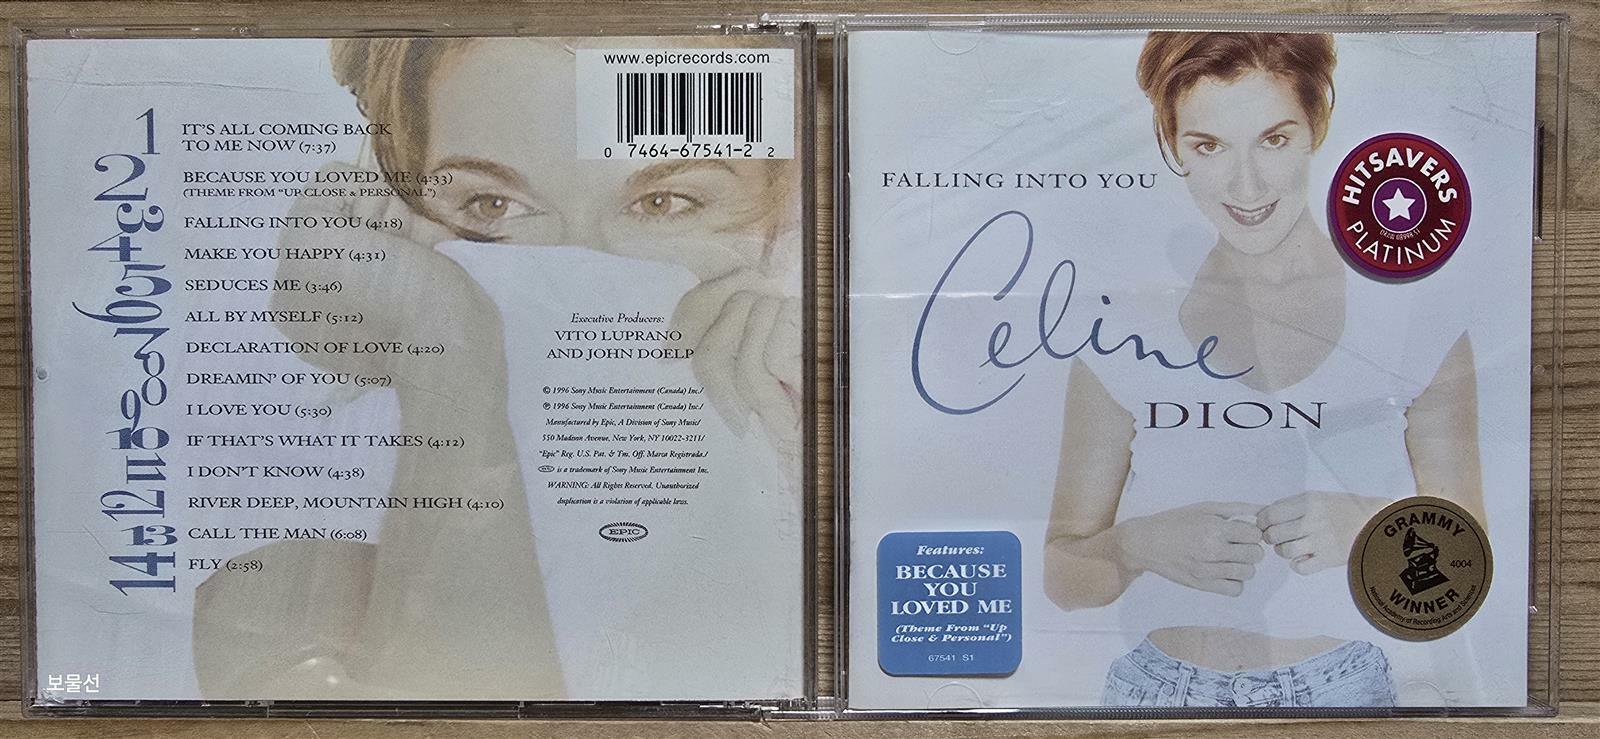 www.epicrecords.com
0 7464-67541-2 2
1 IT'S ALL COMING BACK
TO ME NOW (7:37)
2 BECAUSE YOU LOVED ME (4:33)
(THEME FROM "UP CLOSE & PERSONAL")
3 FALLING INTO YOU (4:18)
4 MAKE YOU HAPPY (4:31)
5 SEDUCES ME (3:46)
6 ALL BY MYSELF (5:12)
7 DECLARATION OF LOVE (4:20)
8 DREAMIN' OF YOU (5:07)
9 I LOVE YOU (5:30)
10 IF THAT'S WHAT IT TAKES (4:12)
11 I DON'T KNOW (4:38)
12 RIVER DEEP, MOUNTAIN HIGH (4:10)
13 CALL THE MAN (6:08)
14 FLY (2:58)
Executive Producers:
VITO LUPRANO
AND JOHN DOELP
© 1996 Sony Music Entertainment (Canada) Inc./
℗ 1996 Sony Music Entertainment (Canada) Inc./
Manufactured by Epic, A Division of Sony Music/
550 Madison Avenue, New York, NY 10022-3211/
"Epic" Reg. U.S. Pat. & Tm. Off. Marca Registrada./
is a trademark of Sony Music Entertainment Inc.
WARNING: All Rights Reserved. Unauthorized
duplication is a violation of applicable laws.
EPIC
보물선
FALLING INTO YOU
Celine
DION
HITSAVERS
PLATINUM
Features:
BECAUSE
YOU
LOVED ME
(Theme From "Up
Close & Personal")
67541 S1
GRAMMY
4004
WINNER
National Academy of Recording Arts and Sciences